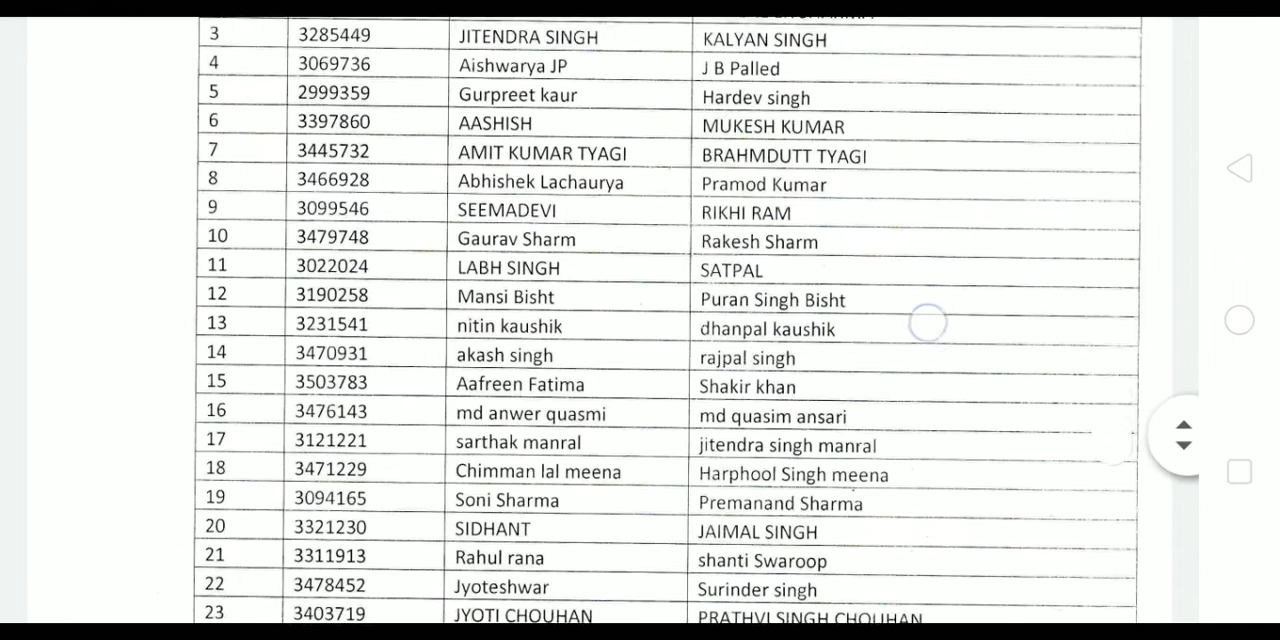 3 3285449 JITENDRA SINGH KALYAN SINGH
4 3069736 Aishwarya JP J B Palled
5 2999359 Gurpreet kaur Hardev singh
6 3397860 AASHISH MUKESH KUMAR
7 3445732 AMIT KUMAR TYAGI BRAHMDUTT TYAGI
8 3466928 Abhishek Lachaurya Pramod Kumar
9 3099546 SEEMADEVI RIKHI RAM
10 3479748 Gaurav Sharm Rakesh Sharm
11 3022024 LABH SINGH SATPAL
12 3190258 Mansi Bisht Puran Singh Bisht
13 3231541 nitin kaushik dhanpal kaushik
14 3470931 akash singh rajpal singh
15 3503783 Aafreen Fatima Shakir khan
16 3476143 md anwer quasmi md quasim ansari
17 3121221 sarthak manral jitendra singh manral
18 3471229 Chimman lal meena Harphool Singh meena
19 3094165 Soni Sharma Premanand Sharma
20 3321230 SIDHANT JAIMAL SINGH
21 3311913 Rahul rana shanti Swaroop
22 3478452 Jyoteshwar Surinder singh
23 3403719 JYOTI CHOUHAN PRATHVI SINGH CHOUHAN